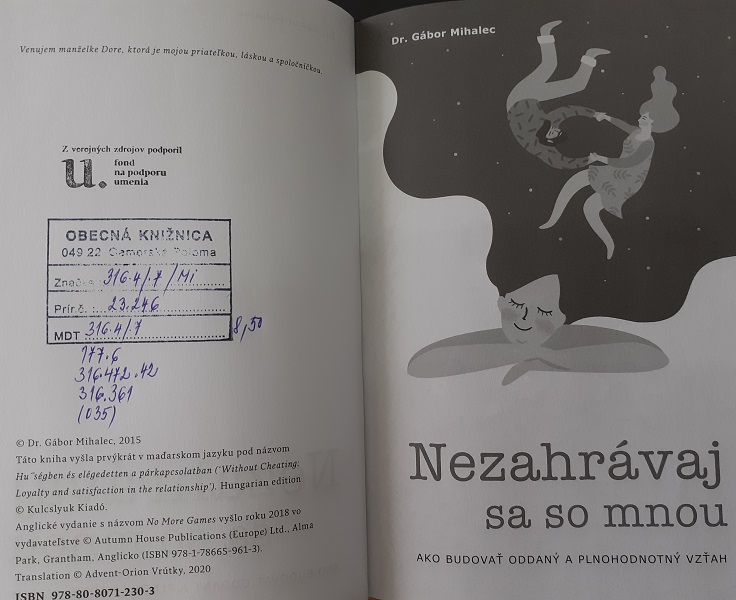 Venujem manželke Dore, ktorá je mojou priateľkou, láskou a spoločníčkou.
Z verejných zdrojov podporil
u. fond
na podporu
umenia
OBECNÁ KNIŽNICA
049 22 Gemerská Poloma
Značka 316.4/.7/Mi
Prír.č. : 23.246
MDT 316.4/7
8,50
177.6
316.472.42
316.361
(035)
© Dr. Gábor Mihalec, 2015
Táto kniha vyšla prvýkrát v maďarskom jazyku pod názvom
Hu˝ségben és elégedetten a párkapcsolatban ('Without Cheating:
Loyalty and satisfaction in the relationship'). Hungarian edition
© Kulcslyuk Kiadó.
Anglické vydanie s názvom No More Games vyšlo roku 2018 vo
vydavateľstve © Autumn House Publications (Europe) Ltd., Alma
Park, Grantham, Anglicko (ISBN 978-1-78665-961-3).
Translation © Advent-Orion Vrútky, 2020
ISBN 978-80-8071-230-3
Dr. Gábor Mihalec
Nezahrávaj
sa so mnou
AKO BUDOVAŤ ODDANÝ A PLNOHODNOTNÝ VZŤAH